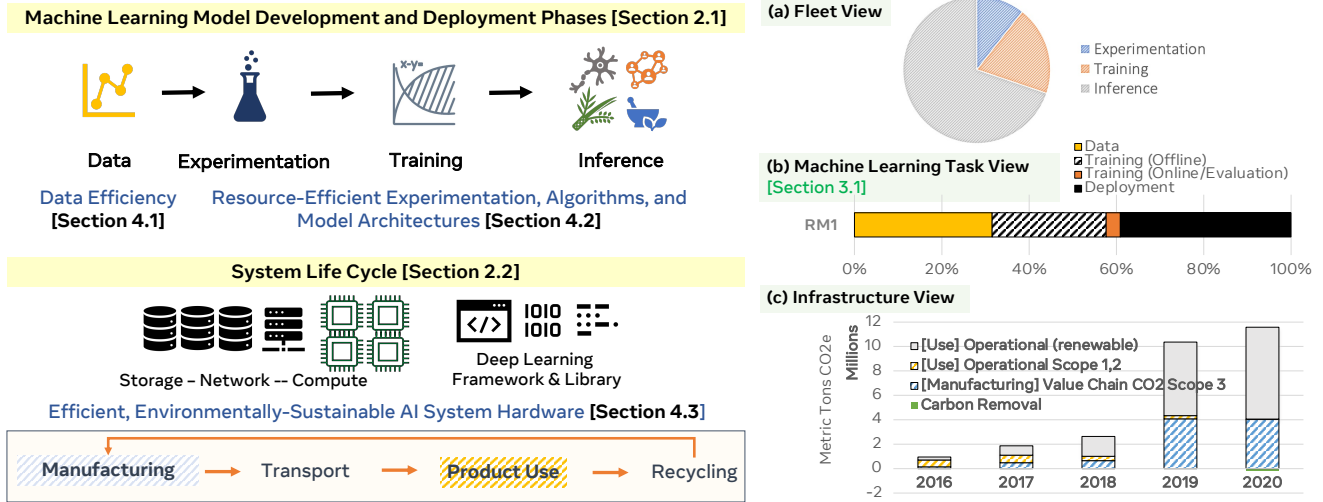 Machine Learning Model Development and Deployment Phases [Section 2.1]
x-y=
Data
Experimentation
Training
Inference
Data Efficiency
[Section 4.1]
Resource-Efficient Experimentation, Algorithms, and
Model Architectures [Section 4.2]
System Life Cycle [Section 2.2]
</>
1010
1010
Storage – Network -- Compute
Deep Learning
Framework & Library
Efficient, Environmentally-Sustainable AI System Hardware [Section 4.3]
Manufacturing
Transport
Product Use
Recycling
(a) Fleet View
Experimentation
Training
Inference
(b) Machine Learning Task View
[Section 3.1]
Data
Training (Offline)
Training (Online/Evaluation)
Deployment
RM1
0% 20% 40% 60% 80% 100%
(c) Infrastructure View
Metric Tons CO2e
Millions
12
10
8
6
4
2
0
-2
[Use] Operational (renewable)
[Use] Operational Scope 1,2
[Manufacturing] Value Chain CO2 Scope 3
Carbon Removal
2016 2017 2018 2019 2020